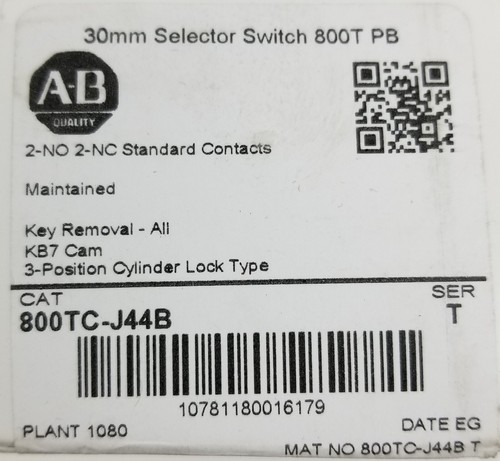 30mm Selector Switch 800T PB
A-B
QUALITY
2-NO 2-NC Standard Contacts
Maintained
Key Removal - All
KB7 Cam
3-Position Cylinder Lock Type
CAT
SER
800TC-J44B
T
10781180016179
PLANT 1080
DATE EG
MAT NO 800TC-J44B T